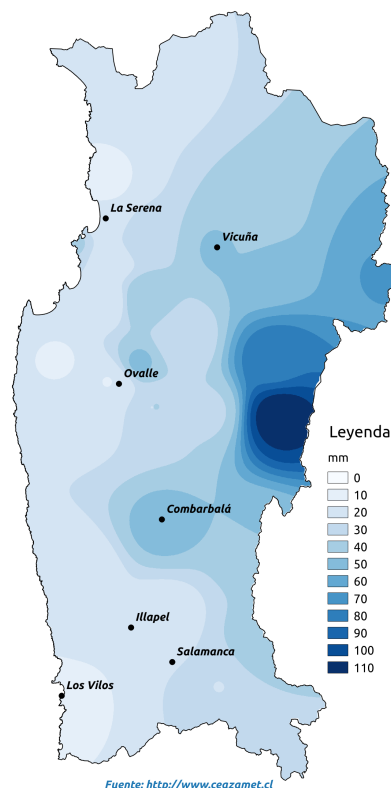 La Serena
Vicuña
Ovalle
Leyenda
mm
0
10
20
30
40
50
60
70
80
90
100
110
Combarbalá
Illapel
Salamanca
Los Vilos
Fuente: http://www.ceazamet.cl